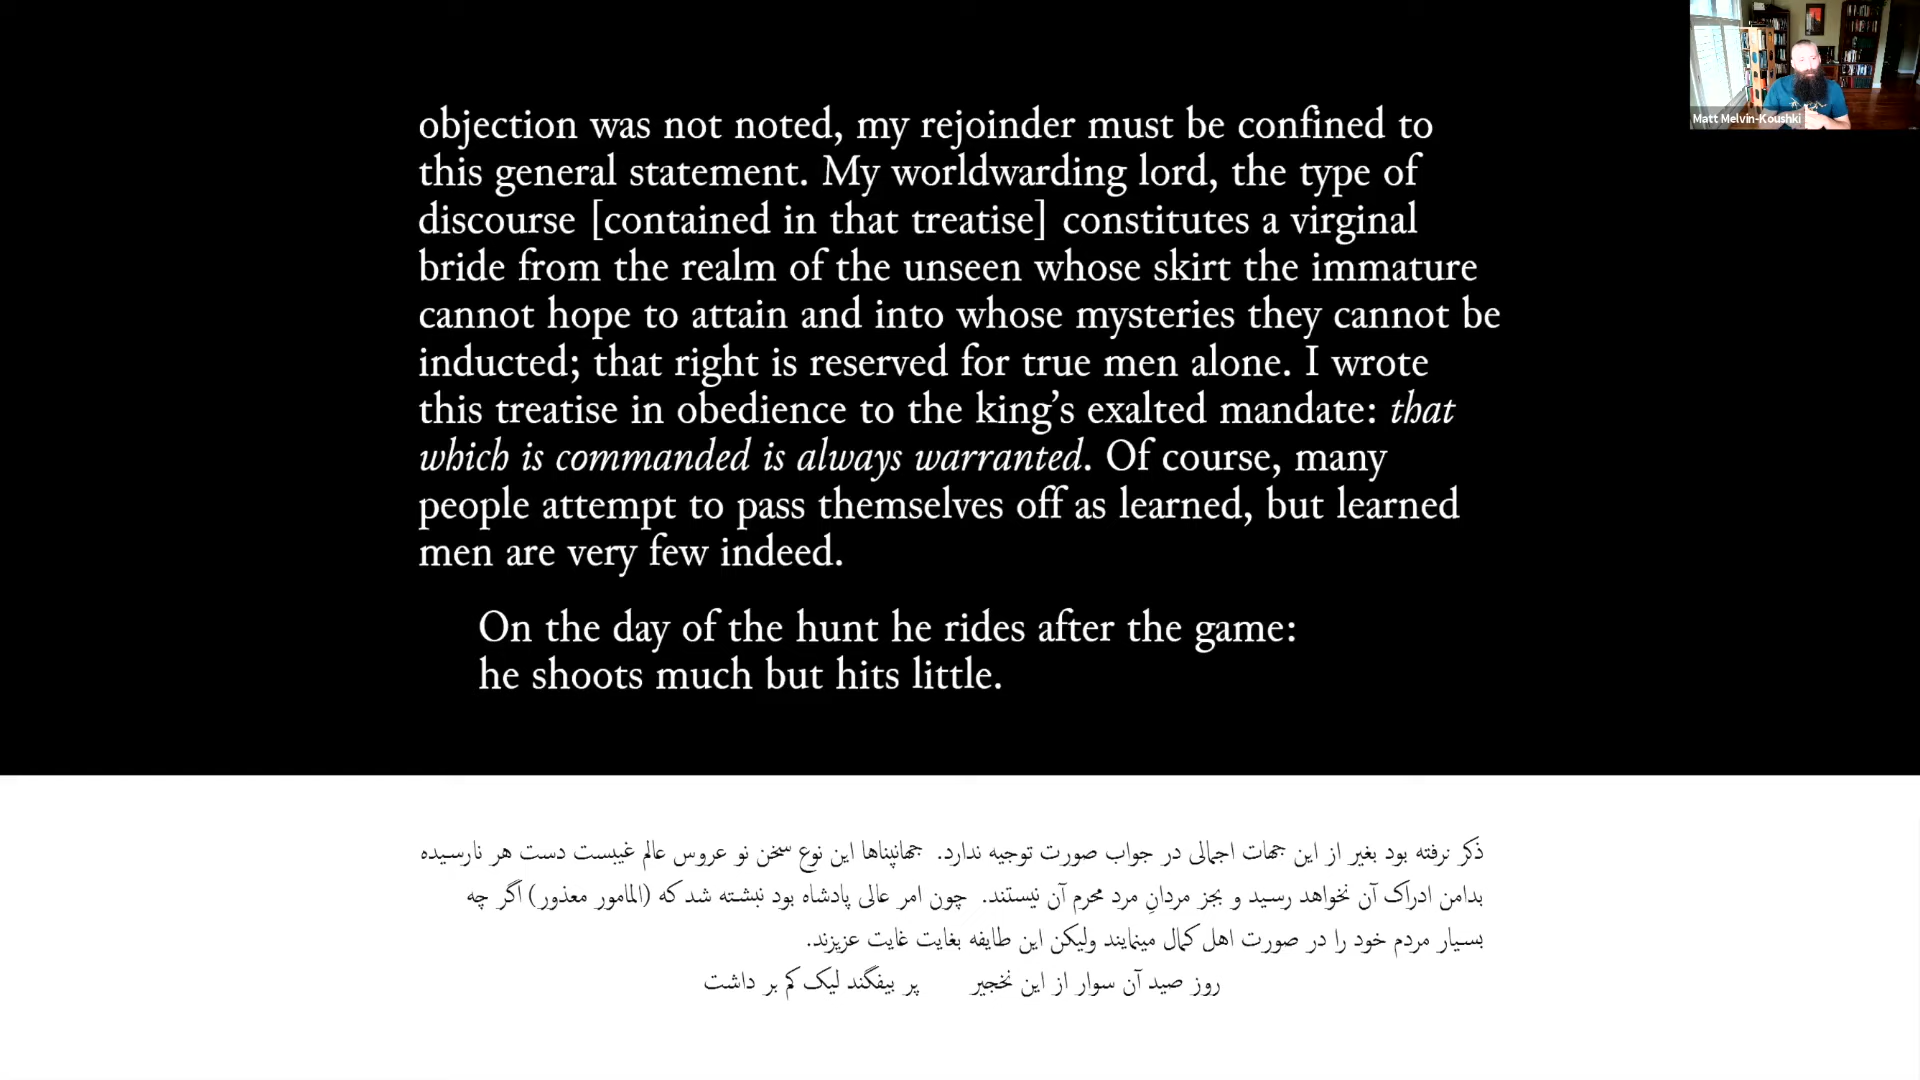 objection was not noted, my rejoinder must be confined to
this general statement. My worldwarding lord, the type of
discourse [contained in that treatise] constitutes a virginal
bride from the realm of the unseen whose skirt the immature
cannot hope to attain and into whose mysteries they cannot be
inducted; that right is reserved for true men alone. I wrote
this treatise in obedience to the king’s exalted mandate: that
which is commanded is always warranted. Of course, many
people attempt to pass themselves off as learned, but learned
men are very few indeed.
On the day of the hunt he rides after the game:
he shoots much but hits little.
Matt Melvin-Koushki
ذکر نرفته بود بغیر از این جهات اجمالی در جواب صورت توجیه ندارد. جهانپناها این نوع سخن نو عروس عالم غیبست دست هر نارسیده
بدامن ادراک آن نخواهد رسید و بجز مردانِ مرد محرم آن نیستند. چون امر عالی پادشاه بود نبشته شد که (المامور معذور) اگر چه
بسیار مردم خود را در صورت اهل کمال مینمایند ولیکن این طایفه بغایت غایت عزیزند.
روز صید آن سوار از این نخجیر پر بیفگند لیک کم بر داشت